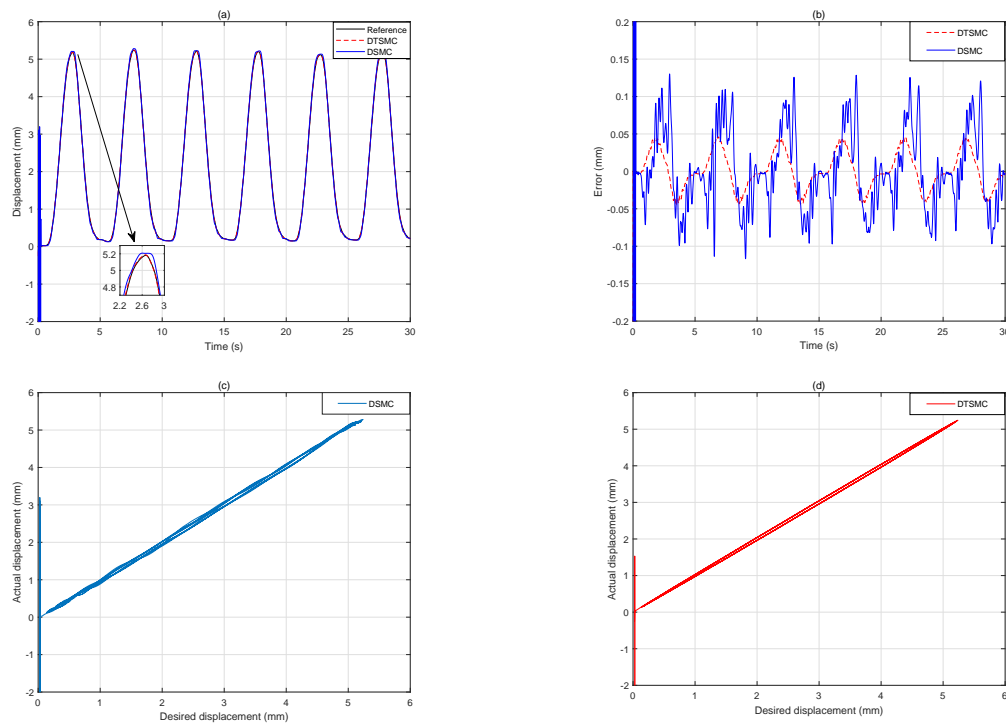 (a)
6
5
4
3
2
1
0
-1
-2
Displacement (mm)
Reference
DTSMC
DSMC
5.2
5
4.8
2.2 2.6 3
0 5 10 15 20 25 30
Time (s)
(b)
0.2
0.15
0.1
0.05
0
-0.05
-0.1
-0.15
-0.2
Error (mm)
DTSMC
DSMC
0 5 10 15 20 25 30
Time (s)
(c)
6
5
4
3
2
1
0
-1
-2
Actual displacement (mm)
DSMC
0 1 2 3 4 5 6
Desired displacement (mm)
(d)
6
5
4
3
2
1
0
-1
-2
Actual displacement (mm)
DTSMC
0 1 2 3 4 5 6
Desired displacement (mm)